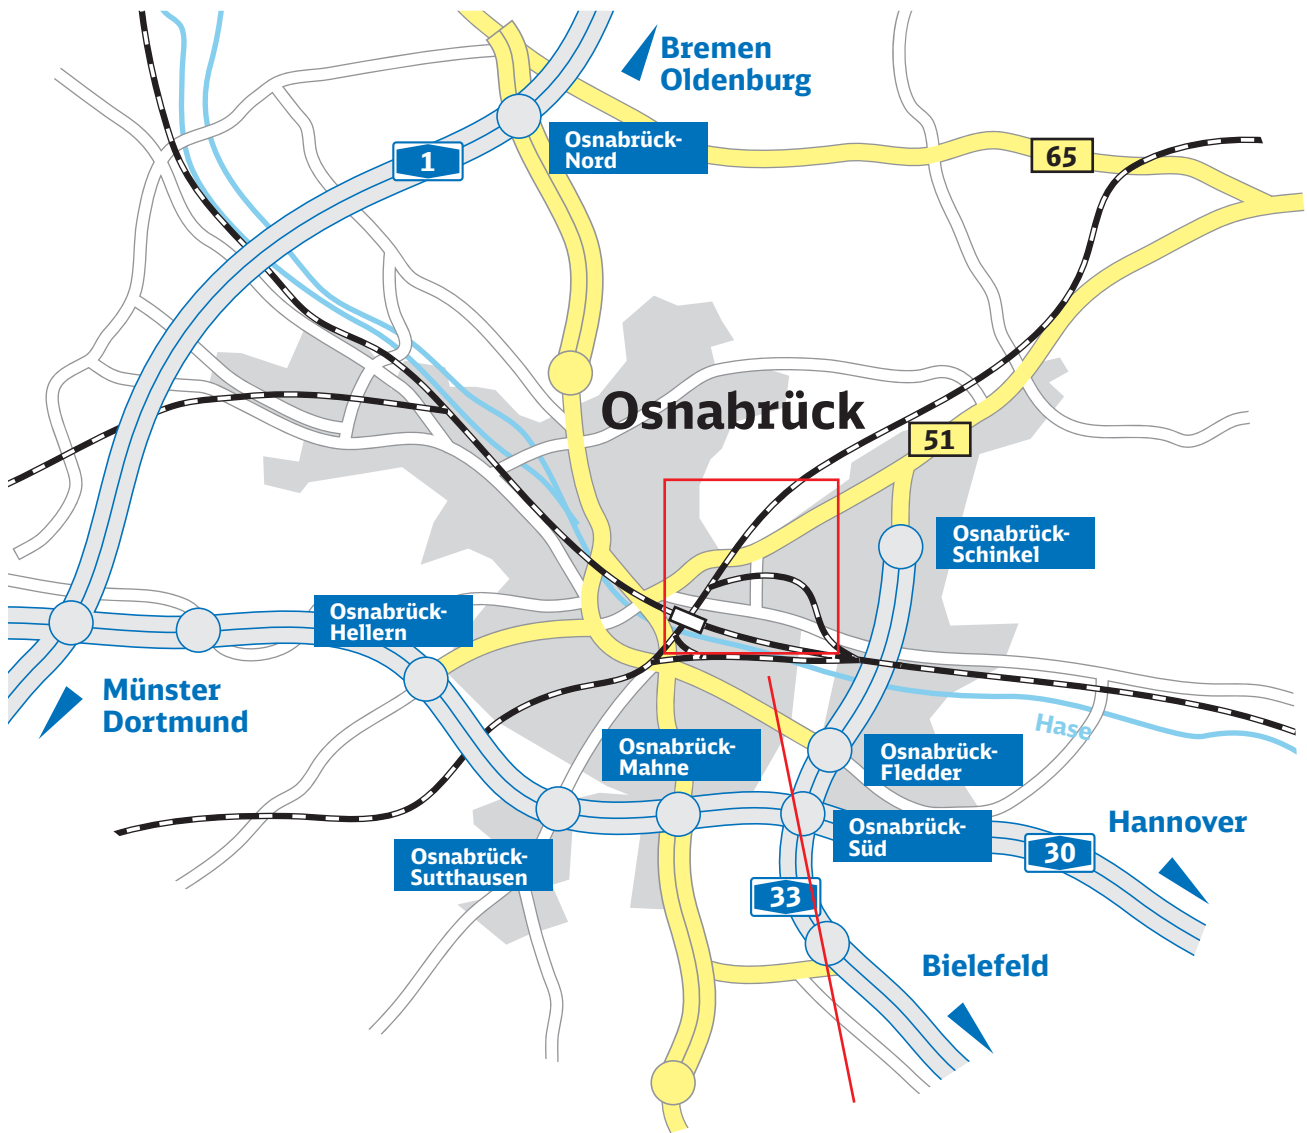 Bremen
Oldenburg
Osnabrück-
Nord
1
65
Osnabrück
51
Osnabrück-
Schinkel
Osnabrück-
Hellern
Münster
Dortmund
Hase
Osnabrück-
Mahne
Osnabrück-
Fledder
Osnabrück-
Süd
Hannover
30
Osnabrück-
Sutthausen
33
Bielefeld